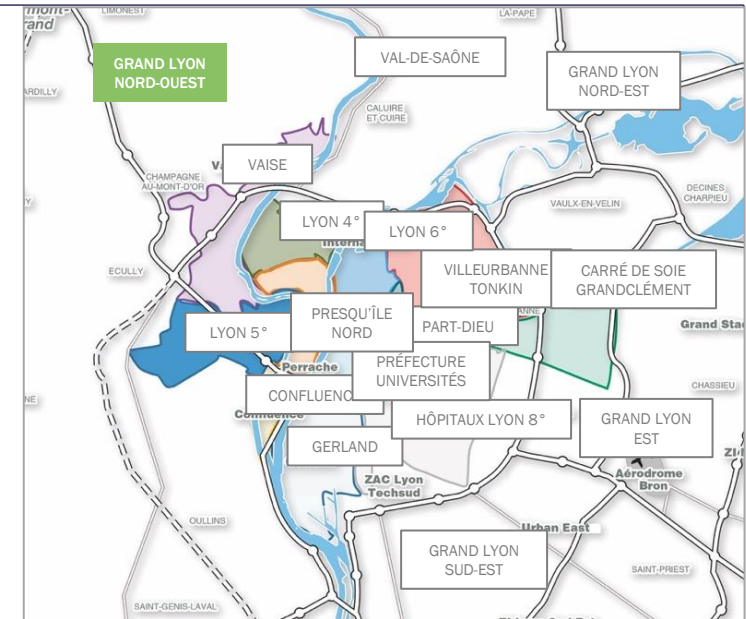 LIMONEST
LA-PAPE
GRAND LYON
NORD-OUEST
VAL-DE-SAÔNE
GRAND LYON
NORD-EST
CALUIRE
ET CUIRE
VAISE
CHAMPAGNE
AU-MONT-D'OR
DECINES
CHARPIEU
VAULX-EN-VELIN
LYON 4°
LYON 6°
ECULLY
VILLEURBANNE
TONKIN
CARRÉ DE SOIE
GRANDCLÉMENT
PRESQU'ÎLE
NORD
LYON 5°
PART-DIEU
Grand Stad
PRÉFECTURE
UNIVERSITÉS
Perrache
CHASSIEU
CONFLUENC
Confluence
HÔPITAUX LYON 8°
GRAND LYON
EST
GERLAND
ZAC Lyon
Techsud
Aérodrome
Bron
OULLINS
Urban East
GRAND LYON
SUD-EST
SAINT-PRIEST
SAINT-GENIS-LAVAL